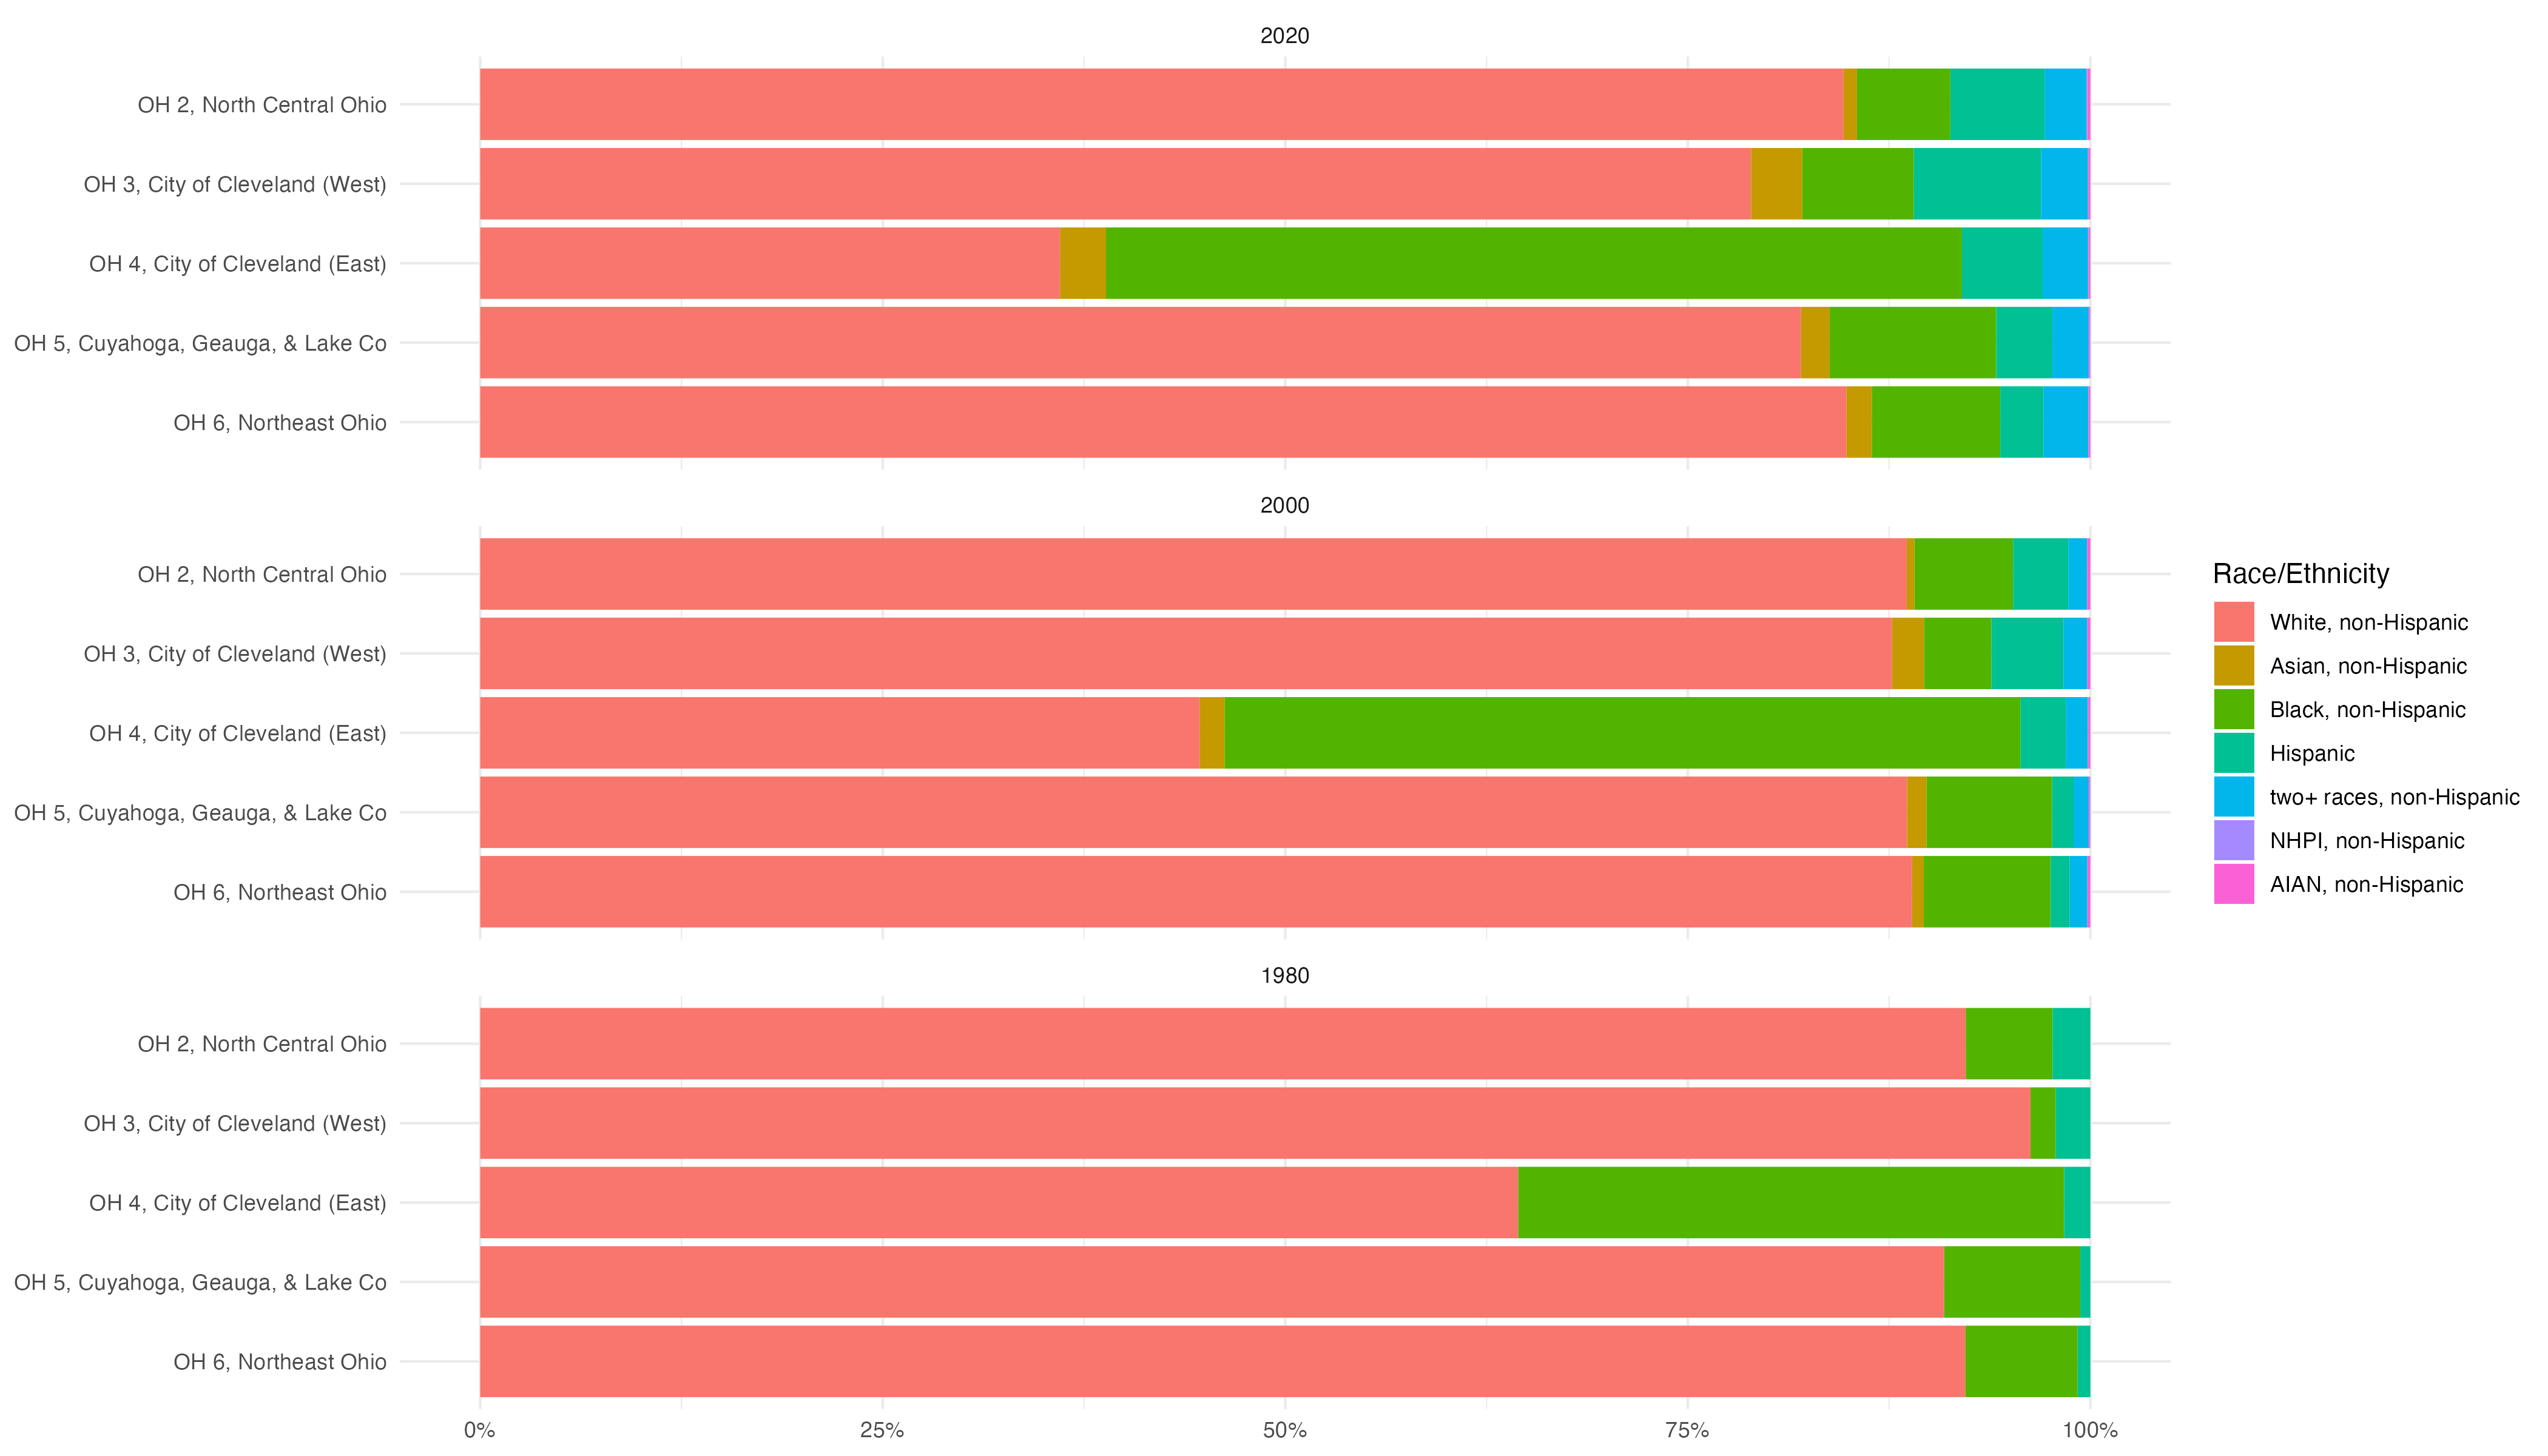 2020
OH 2, North Central Ohio
OH 3, City of Cleveland (West)
OH 4, City of Cleveland (East)
OH 5, Cuyahoga, Geauga, & Lake Co
OH 6, Northeast Ohio
2000
OH 2, North Central Ohio
OH 3, City of Cleveland (West)
OH 4, City of Cleveland (East)
OH 5, Cuyahoga, Geauga, & Lake Co
OH 6, Northeast Ohio
1980
OH 2, North Central Ohio
OH 3, City of Cleveland (West)
OH 4, City of Cleveland (East)
OH 5, Cuyahoga, Geauga, & Lake Co
OH 6, Northeast Ohio
0% 25% 50% 75% 100%
Race/Ethnicity
White, non-Hispanic
Asian, non-Hispanic
Black, non-Hispanic
Hispanic
two+ races, non-Hispanic
NHPI, non-Hispanic
AIAN, non-Hispanic